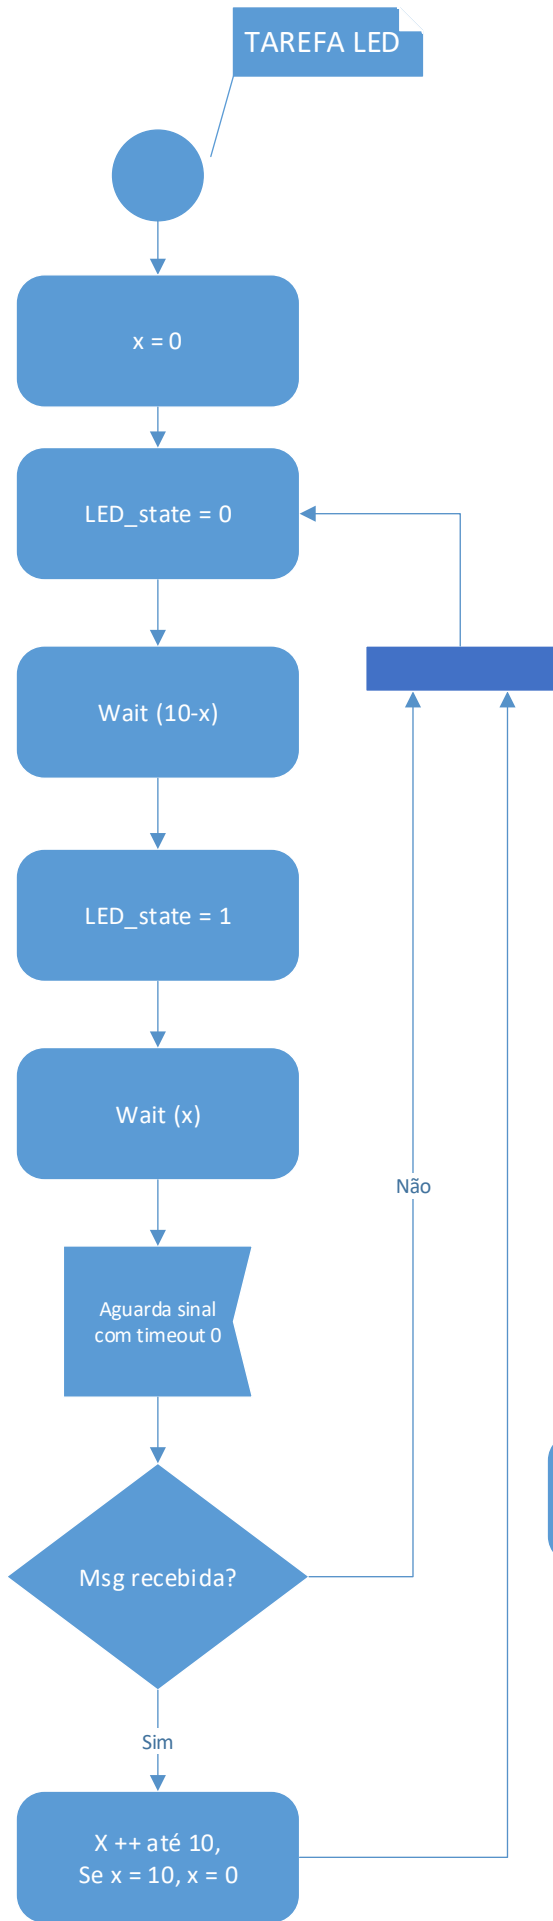 TAREFA LED
x = 0
LED_state = 0
Wait (10-x)
LED_state = 1
Wait (x)
Não
Aguarda sinal
com timeout 0
Msg recebida?
Sim
X ++ até 10,
Se x = 10, x = 0